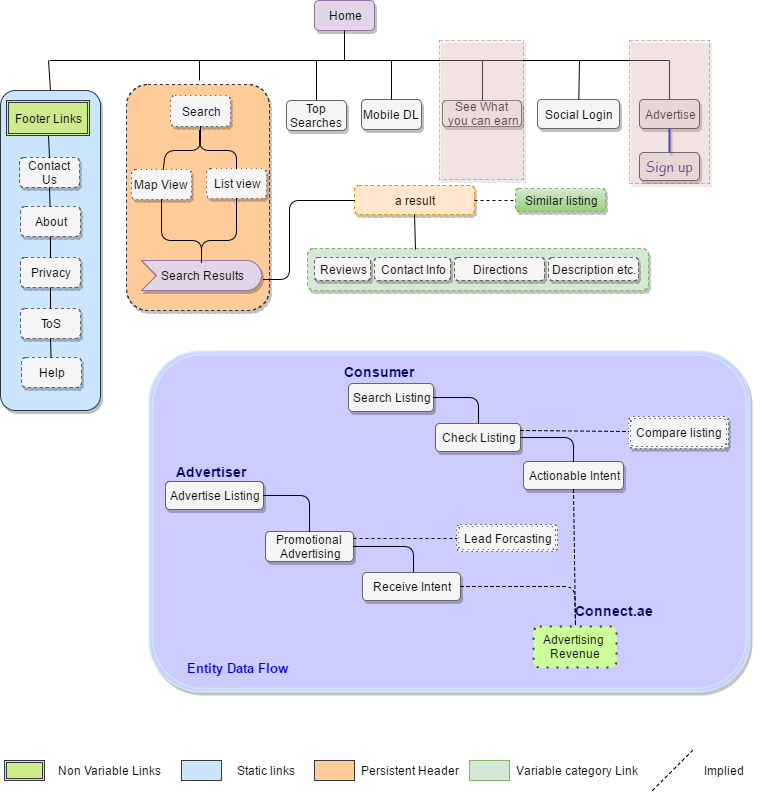 Home
Footer Links
Contact
Us
About
Privacy
ToS
Help
Search
Map View
List view
Search Results
Top
Searches
Mobile DL
See What
you can earn
Social Login
Advertise
Sign up
a result
Similar listing
Reviews
Contact Info
Directions
Description etc.
Consumer
Search Listing
Check Listing
Compare listing
Actionable Intent
Advertiser
Advertise Listing
Promotional
Advertising
Lead Forcasting
Receive Intent
Connect.ae
Advertising
Revenue
Entity Data Flow
Non Variable Links
Static links
Persistent Header
Variable category Link
Implied